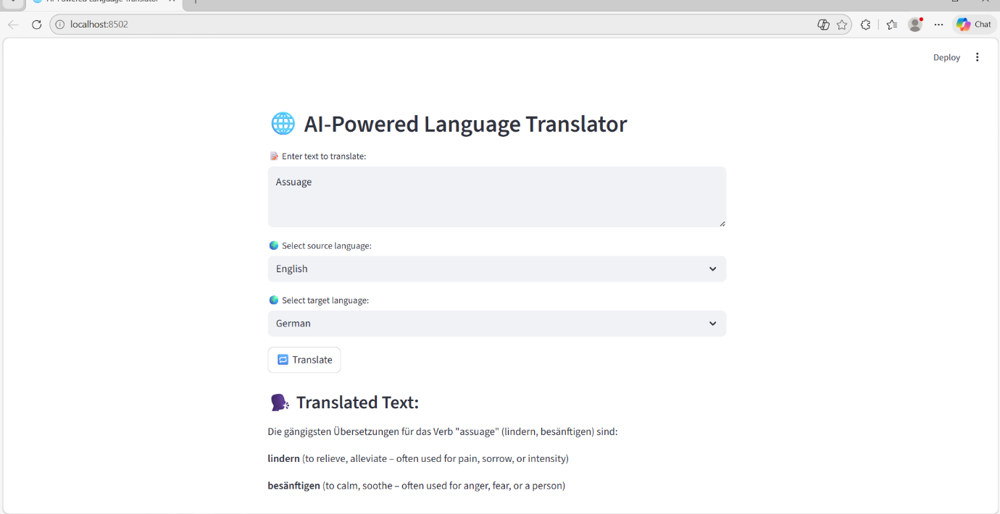 AI-Powered Language Translator
localhost:8502
Chat
Deploy
AI-Powered Language Translator
Enter text to translate:
Assuage
Select source language:
English
Select target language:
German
Translate
Translated Text:
Die gängigsten Übersetzungen für das Verb "assuage" (lindern, besänftigen) sind:
lindern (to relieve, alleviate – often used for pain, sorrow, or intensity)
besänftigen (to calm, soothe – often used for anger, fear, or a person)